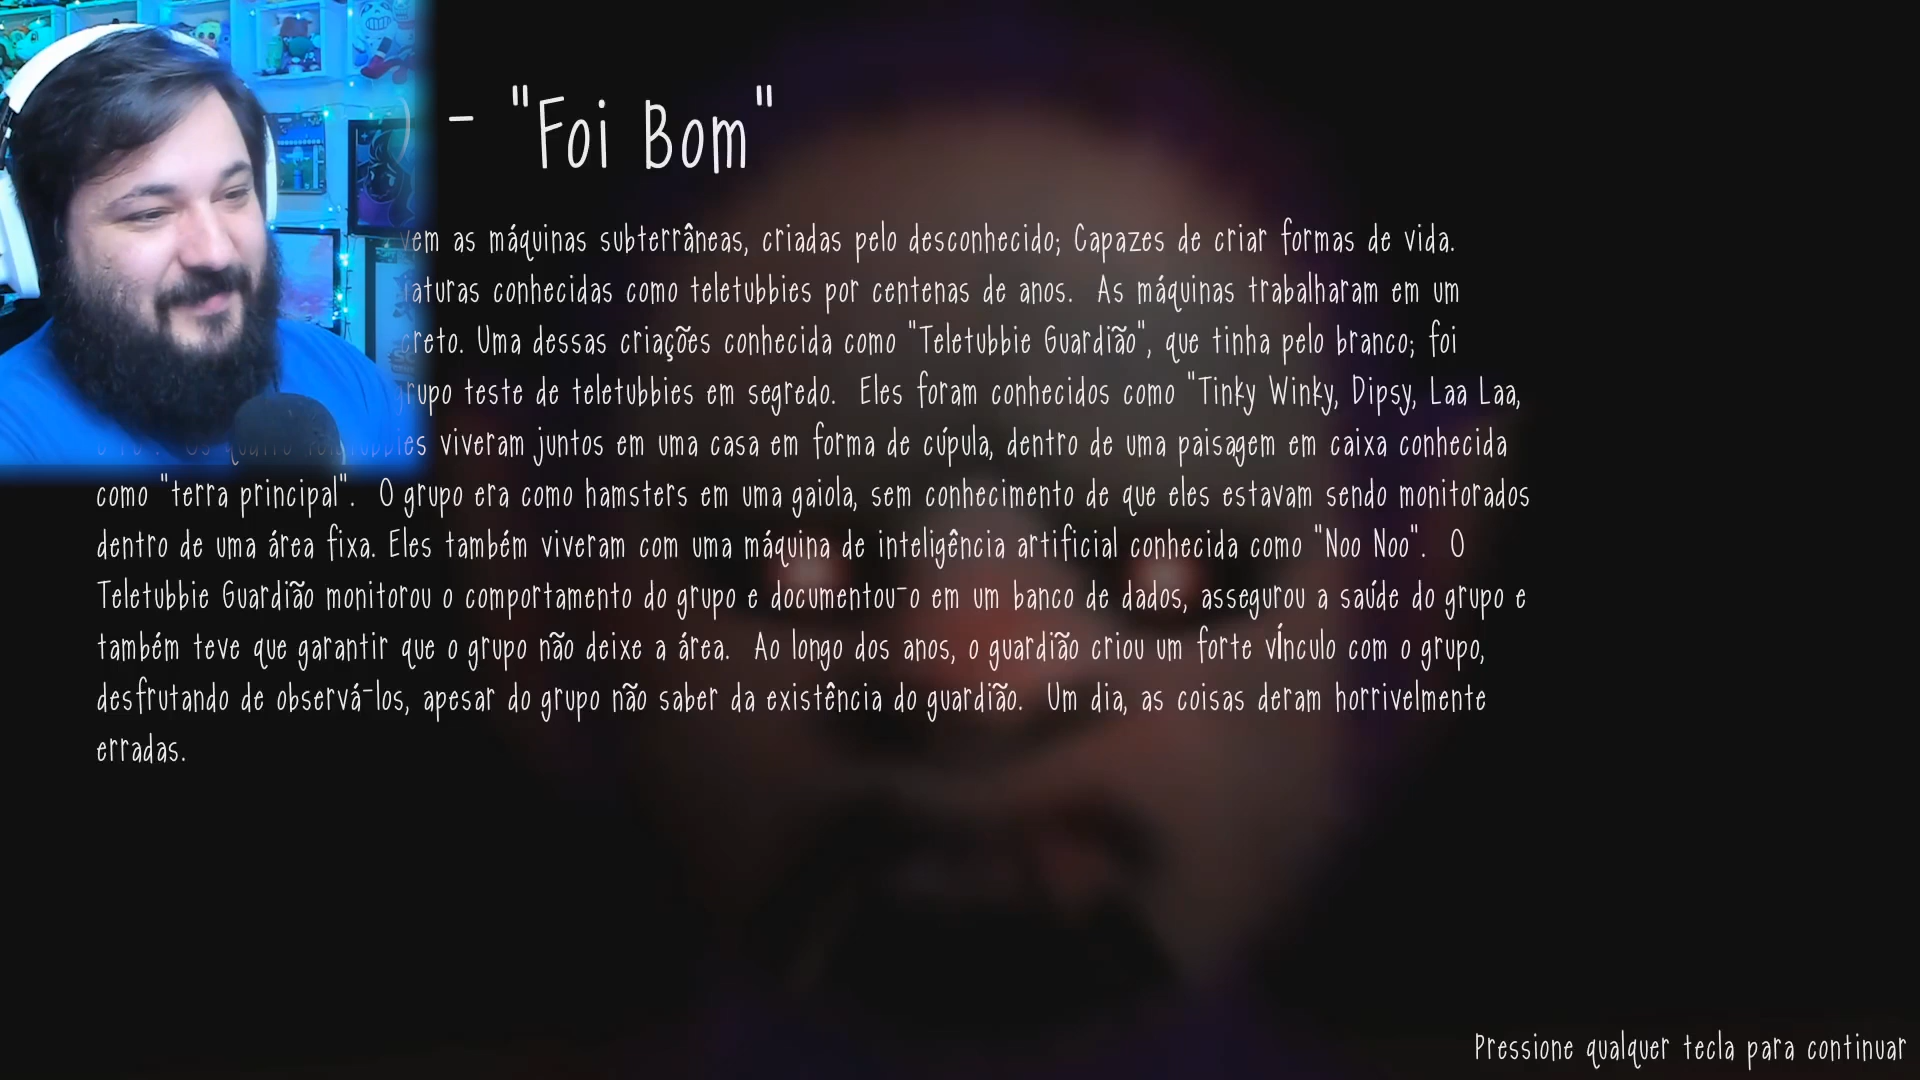 - "Foi Bom"
as máquinas subterrâneas, criadas pelo desconhecido; Capazes de criar formas de vida.
conhecidas como teletubbies por centenas de anos. As máquinas trabalharam em um
Uma dessas criações conhecida como "Teletubbie Guardião", que tinha pelo branco; foi
teste de teletubbies em segredo. Eles foram conhecidos como "Tinky Winky, Dipsy, Laa Laa,
viveram juntos em uma casa em forma de cúpula, dentro de uma paisagem em caixa conhecida
como "terra principal". O grupo era como hamsters em uma gaiola, sem conhecimento de que eles estavam sendo monitorados
dentro de uma área fixa. Eles também viveram com uma máquina de inteligência artificial conhecida como "Noo Noo". O
Teletubbie Guardião monitorou o comportamento do grupo e documentou-o em um banco de dados, assegurou a saúde do grupo e
também teve que garantir que o grupo não deixe a área. Ao longo dos anos, o guardião criou um forte vínculo com o grupo,
desfrutando de observá-los, apesar do grupo não saber da existência do guardião. Um dia, as coisas deram horrivelmente
erradas.
Pressione qualquer tecla para continuar